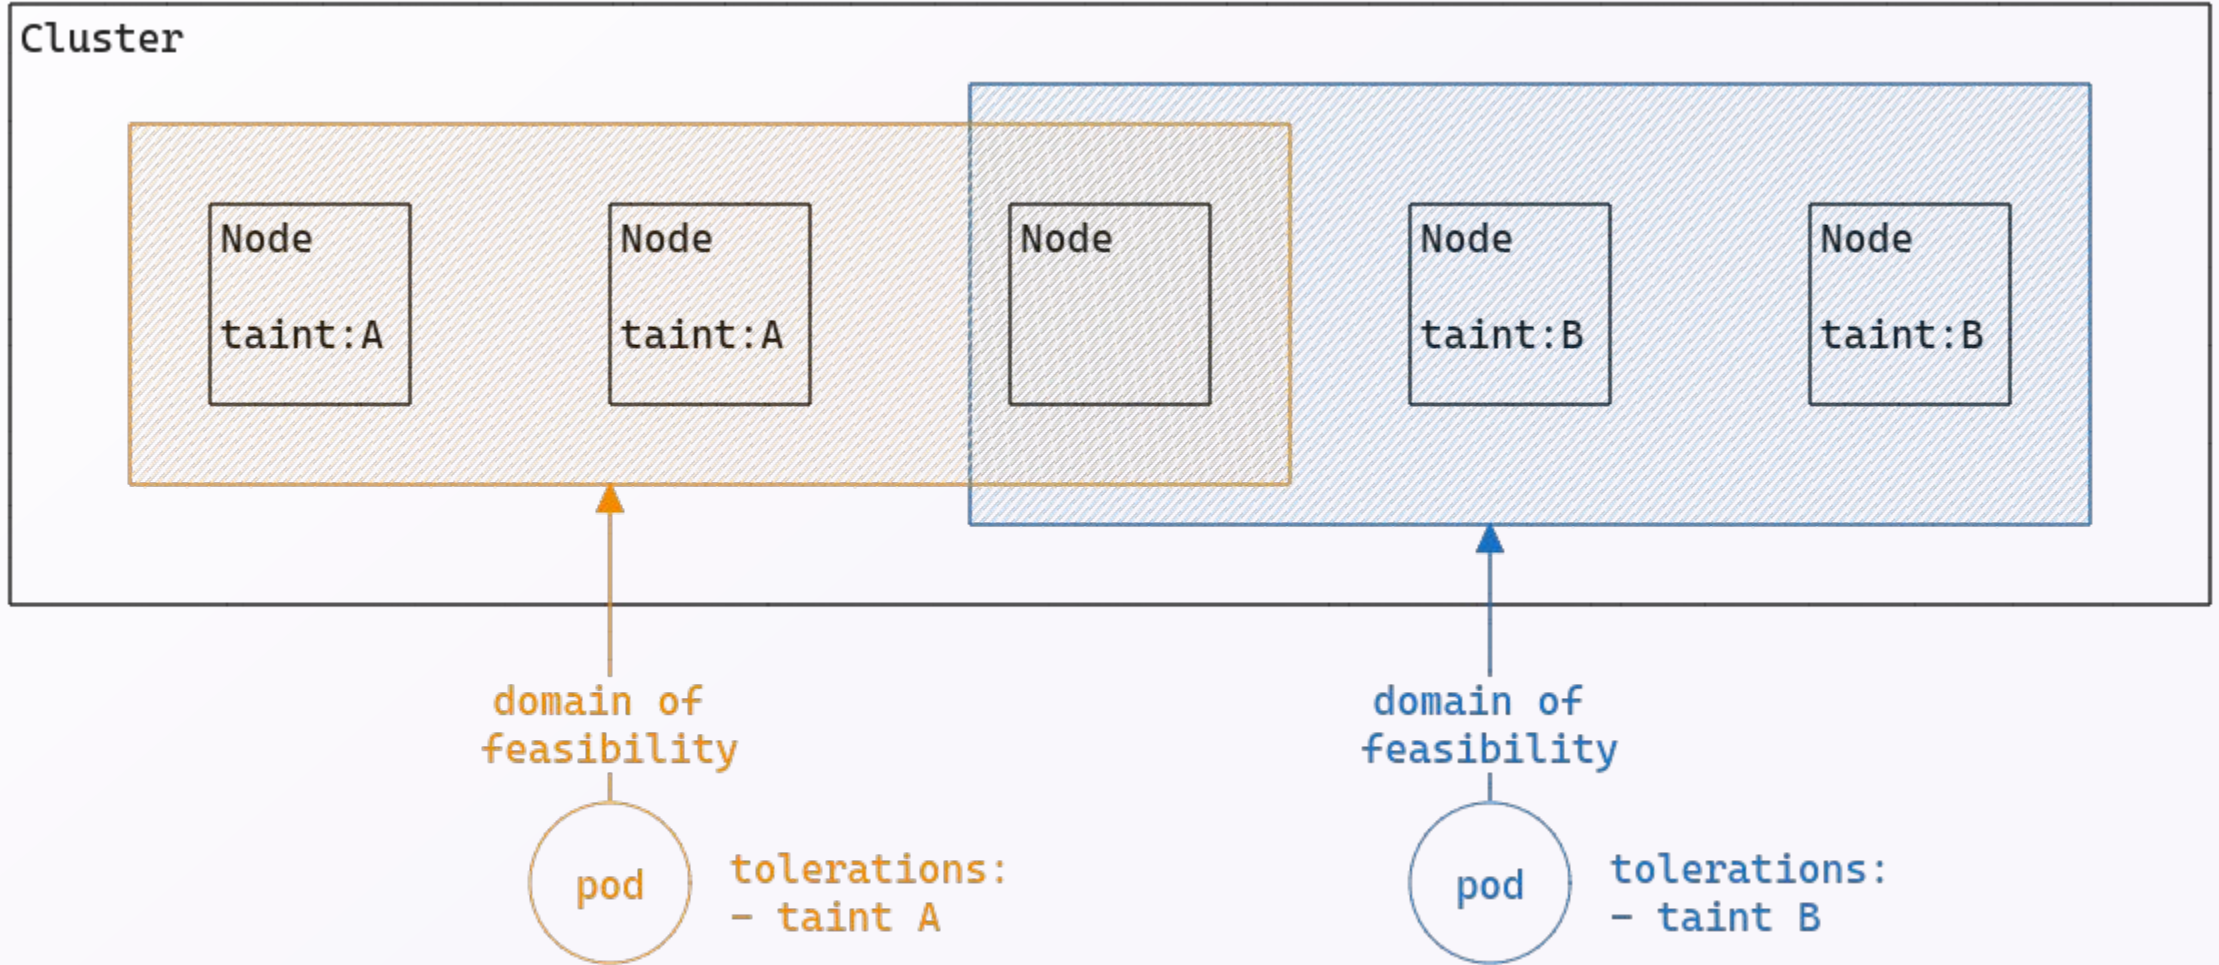 Cluster
Node
taint:A
Node
taint:A
Node
Node
taint:B
Node
taint:B
domain of
feasibility
pod
tolerations:
- taint A
domain of
feasibility
pod
tolerations:
- taint B